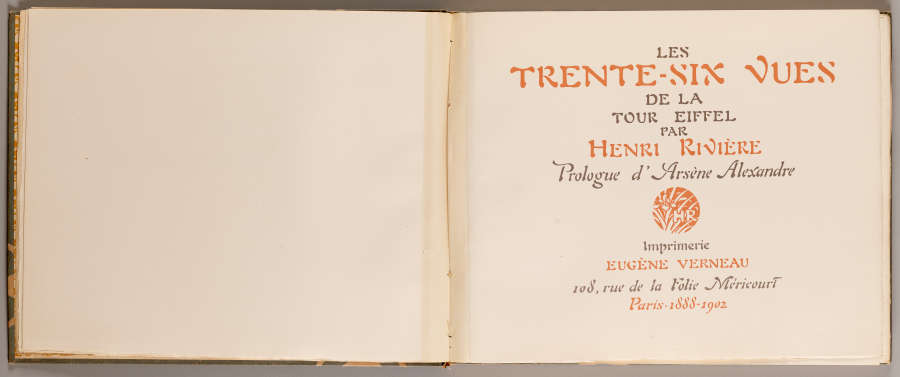 LES
TRENTE-SIX VUES
DE LA
TOUR EIFFEL
PAR
HENRI RIVIÈRE
Prologue d'Arsène Alexandre
HR
Imprimerie
EUGÈNE VERNEAU
108, rue de la Folie Méricourt
Paris·1888-1902